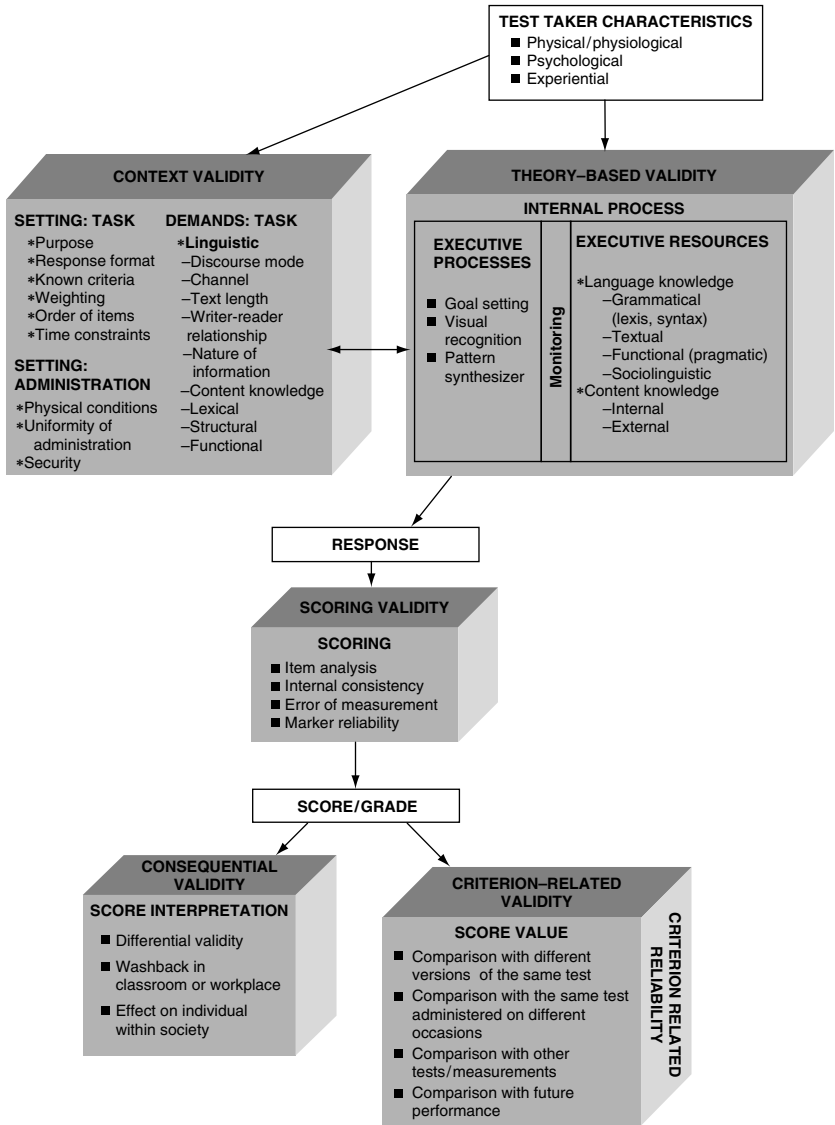 TEST TAKER CHARACTERISTICS
■ Physical/physiological
■ Psychological
■ Experiential
CONTEXT VALIDITY
SETTING: TASK
∗Purpose
∗Response format
∗Known criteria
∗Weighting
∗Order of items
∗Time constraints
SETTING:
ADMINISTRATION
∗Physical conditions
∗Uniformity of
administration
∗Security
DEMANDS: TASK
∗Linguistic
–Discourse mode
–Channel
–Text length
–Writer-reader
relationship
–Nature of
information
–Content knowledge
–Lexical
–Structural
–Functional
THEORY–BASED VALIDITY
INTERNAL PROCESS
EXECUTIVE
PROCESSES
■ Goal setting
■ Visual
recognition
■ Pattern
synthesizer
Monitoring
EXECUTIVE RESOURCES
∗Language knowledge
–Grammatical
(lexis, syntax)
–Textual
–Functional (pragmatic)
–Sociolinguistic
∗Content knowledge
–Internal
–External
RESPONSE
SCORING VALIDITY
SCORING
■ Item analysis
■ Internal consistency
■ Error of measurement
■ Marker reliability
SCORE/GRADE
CONSEQUENTIAL
VALIDITY
SCORE INTERPRETATION
■ Differential validity
■ Washback in
classroom or workplace
■ Effect on individual
within society
CRITERION–RELATED
VALIDITY
SCORE VALUE
■ Comparison with different
versions of the same test
■ Comparison with the same test
administered on different
occasions
■ Comparison with other
tests/measurements
■ Comparison with future
performance
CRITERION RELATED
RELIABILITY